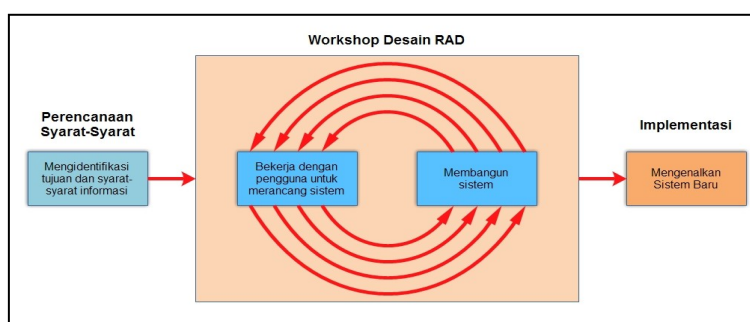 Workshop Desain RAD
Perencanaan
Syarat-Syarat
Mengidentifikasi
tujuan dan syarat-
syarat informasi
Bekerja dengan
pengguna untuk
merancang sistem
Membangun
sistem
Implementasi
Mengenalkan
Sistem Baru